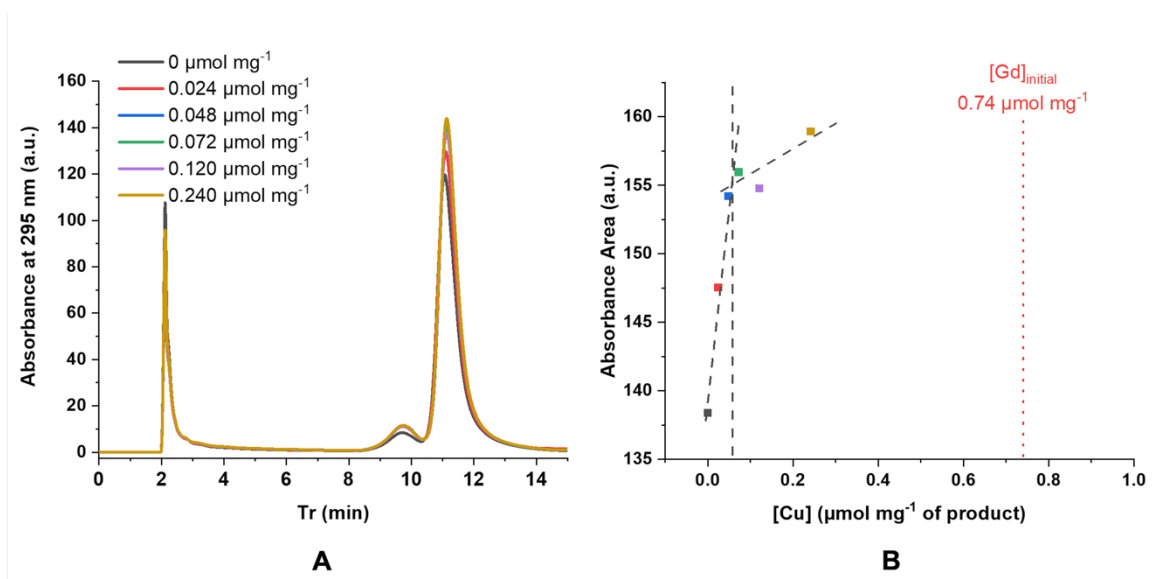 0 µmol mg⁻¹
0.024 µmol mg⁻¹
0.048 µmol mg⁻¹
0.072 µmol mg⁻¹
0.120 µmol mg⁻¹
0.240 µmol mg⁻¹
Absorbance at 295 nm (a.u.)
160
140
120
100
80
60
40
20
0
0 2 4 6 8 10 12 14
Tr (min)
A
[Gd]initial
0.74 µmol mg⁻¹
Absorbance Area (a.u.)
160
155
150
145
140
135
0.0 0.2 0.4 0.6 0.8 1.0
[Cu] (µmol mg⁻¹ of product)
B